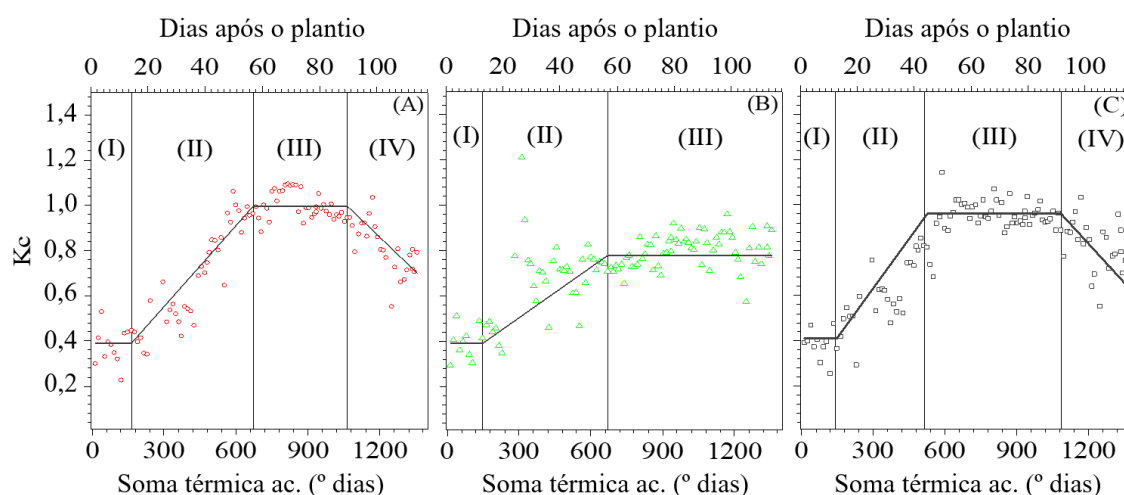 Dias após o plantio Dias após o plantio Dias após o plantio
0 20 40 60 80 100 0 20 40 60 80 100 0 20 40 60 80 100
1,4 (A) (B) (C)
(I) (II) (III) (IV) (I) (II) (III) (I) (II) (III) (IV)
1,2
1,0
Kc
0,8
0,6
0,4
0,2
0 300 600 900 1200 0 300 600 900 1200 0 300 600 900 1200
Soma térmica ac. (º dias) Soma térmica ac. (º dias) Soma térmica ac. (º dias)